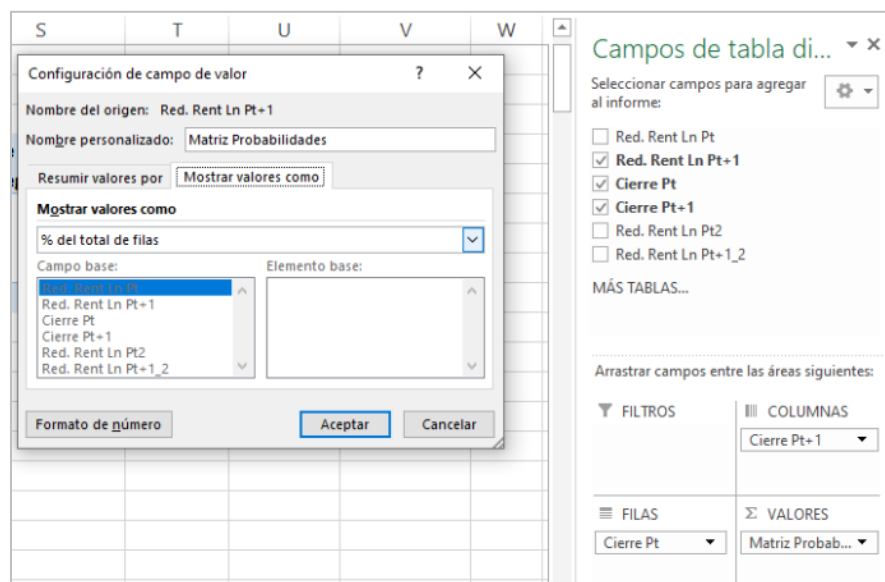 S T U V W
Configuración de campo de valor ? ×
Nombre del origen: Red. Rent Ln Pt+1
Nombre personalizado: Matriz Probabilidades
Resumir valores por Mostrar valores como
Mostrar valores como
% del total de filas
Campo base: Elemento base:
Red. Rent Ln Pt
Red. Rent Ln Pt+1
Cierre Pt
Cierre Pt+1
Red. Rent Ln Pt2
Red. Rent Ln Pt+1_2
Formato de número Aceptar Cancelar
Campos de tabla di...
Seleccionar campos para agregar
al informe:
Red. Rent Ln Pt
Red. Rent Ln Pt+1
Cierre Pt
Cierre Pt+1
Red. Rent Ln Pt2
Red. Rent Ln Pt+1_2
MÁS TABLAS...
Arrastrar campos entre las áreas siguientes:
FILTROS COLUMNAS
Cierre Pt+1
FILAS Σ VALORES
Cierre Pt Matriz Probab...